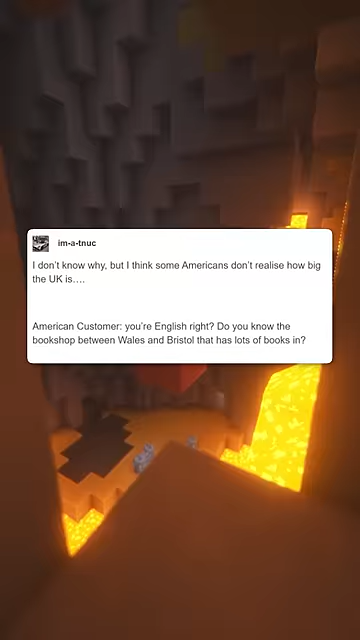 im-a-tnuc
I don't know why, but I think some Americans don't realise how big
the UK is....
American Customer: you're English right? Do you know the
bookshop between Wales and Bristol that has lots of books in?